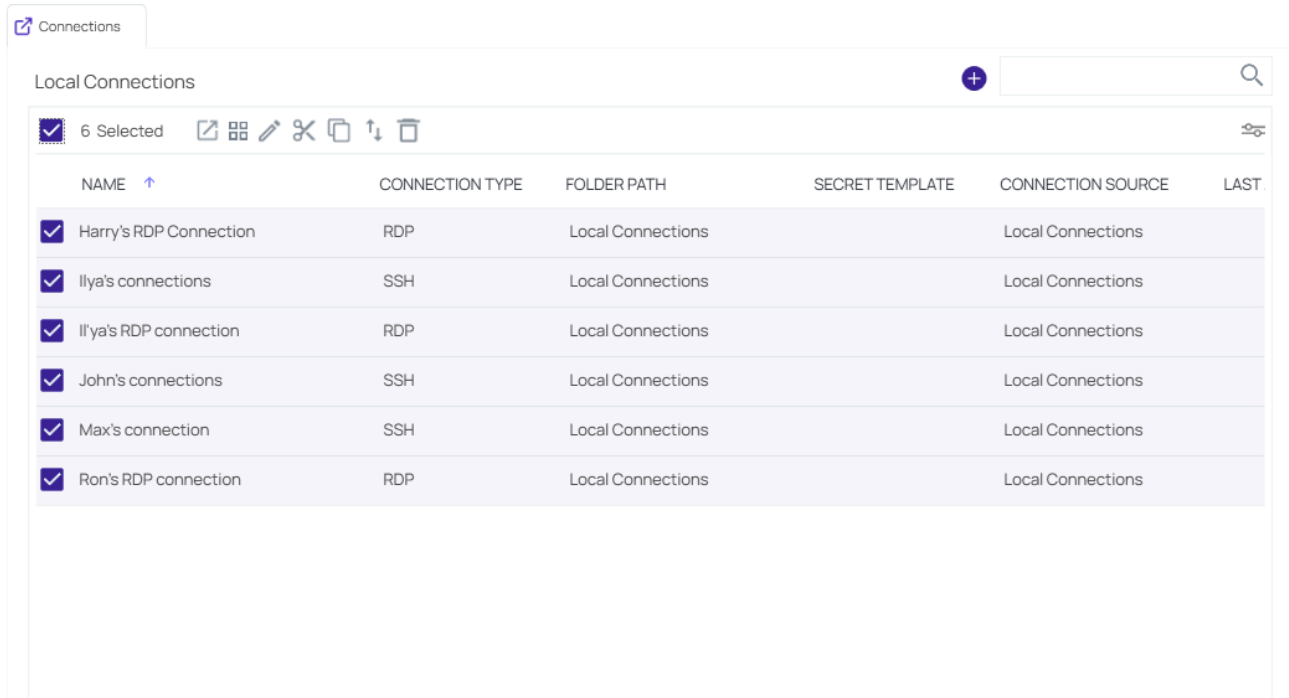 Connections
Local Connections
6 Selected
NAME CONNECTION TYPE FOLDER PATH SECRET TEMPLATE CONNECTION SOURCE LAST
Harry's RDP Connection RDP Local Connections Local Connections
Ilya's connections SSH Local Connections Local Connections
Il'ya's RDP connection RDP Local Connections Local Connections
John's connections SSH Local Connections Local Connections
Max's connection SSH Local Connections Local Connections
Ron's RDP connection RDP Local Connections Local Connections